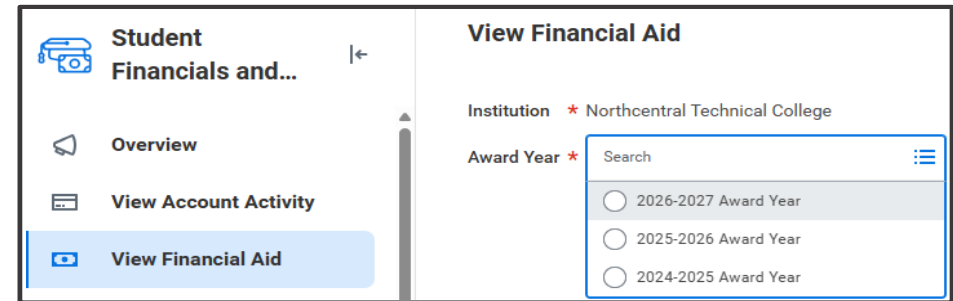 Student
Financials and...
Overview
View Account Activity
View Financial Aid
View Financial Aid
Institution * Northcentral Technical College
Award Year * Search
2026-2027 Award Year
2025-2026 Award Year
2024-2025 Award Year